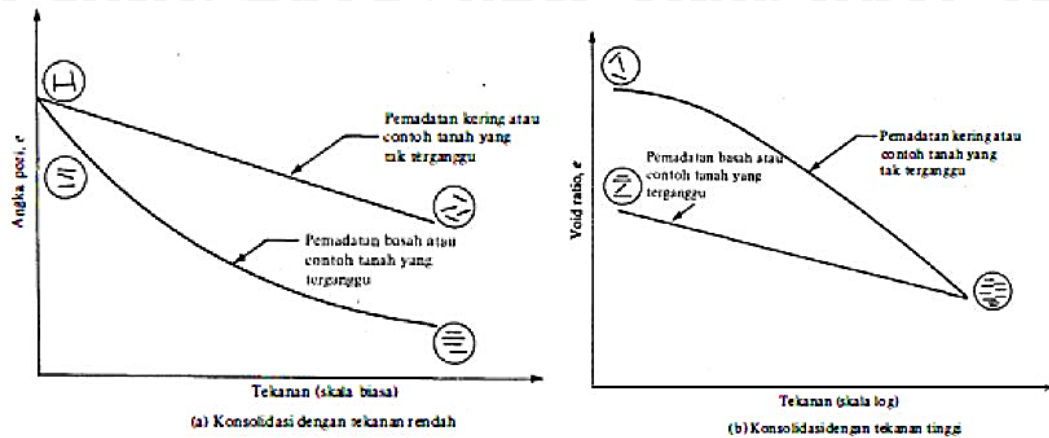 Angka pori, e
Pemadatan kering atau
contoh tanah yang
tak terganggu
Pemadatan basah atau
contoh tanah yang
terganggu
Tekanan (skala biasa)
(a) Konsolidasi dengan tekanan rendah
Void ratio, e
Pemadatan basah atau
contoh tanah yang
terganggu
Pemadatan kering atau
contoh tanah yang
tak terganggu
Tekanan (skala log)
(b) Konsolidasi dengan tekanan tinggi